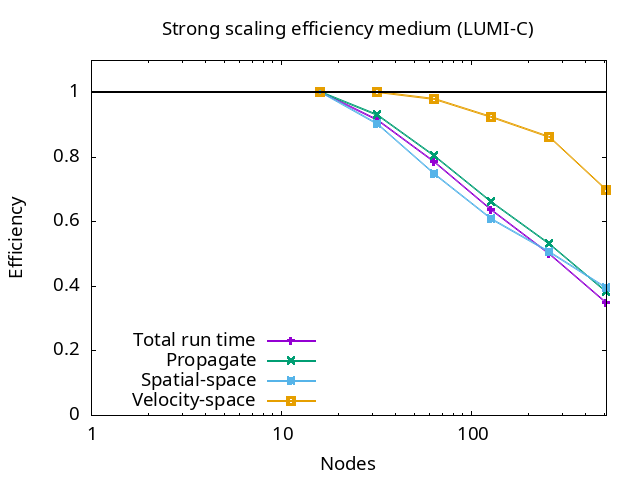 Strong scaling efficiency medium (LUMI-C)
1
0.8
0.6
0.4
0.2
0
Efficiency
Total run time
Propagate
Spatial-space
Velocity-space
1 10 100
Nodes